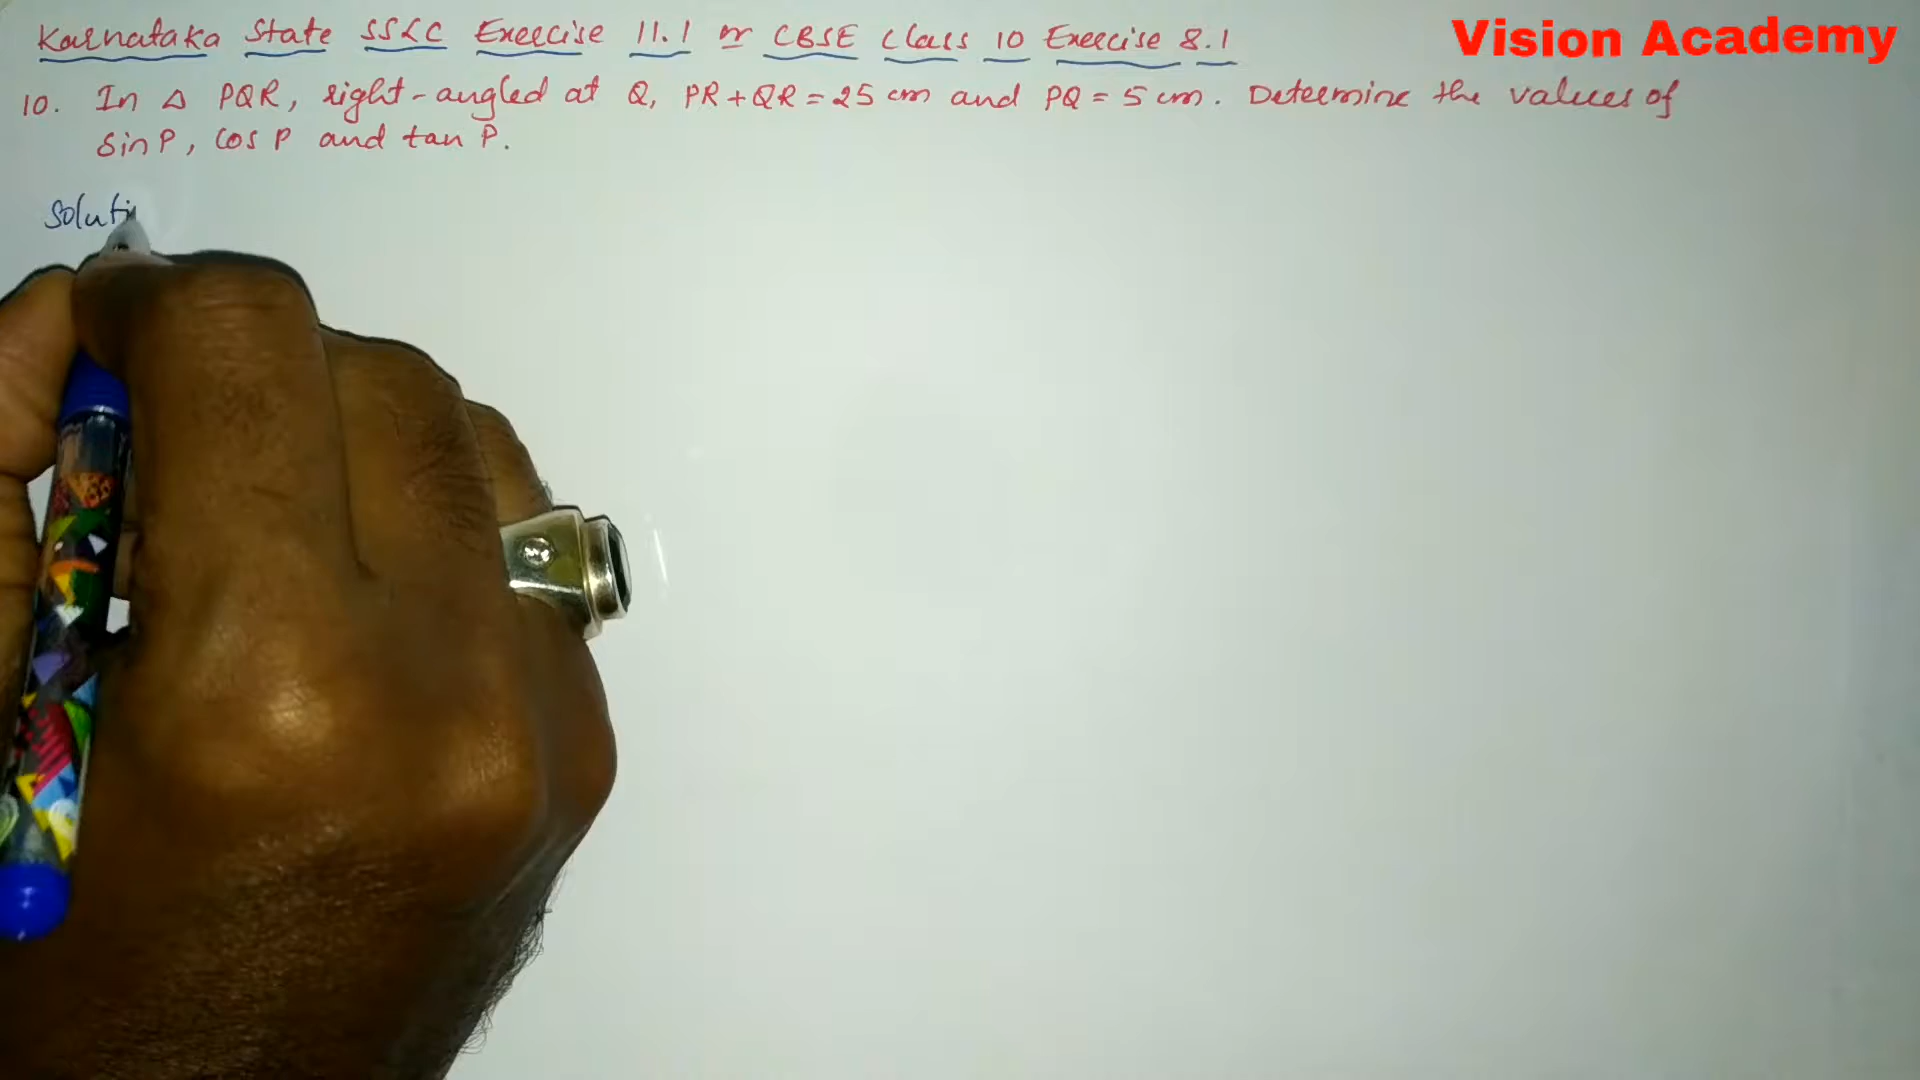 Karnataka State SSLC Exercise 11.1 or CBSE Class 10 Exercise 8.1
Vision Academy
10. In Δ PQR, right-angled at Q, PR+QR=25 cm and PQ = 5 cm. Determine the values of
sin P, cos P and tan P.
Soluti